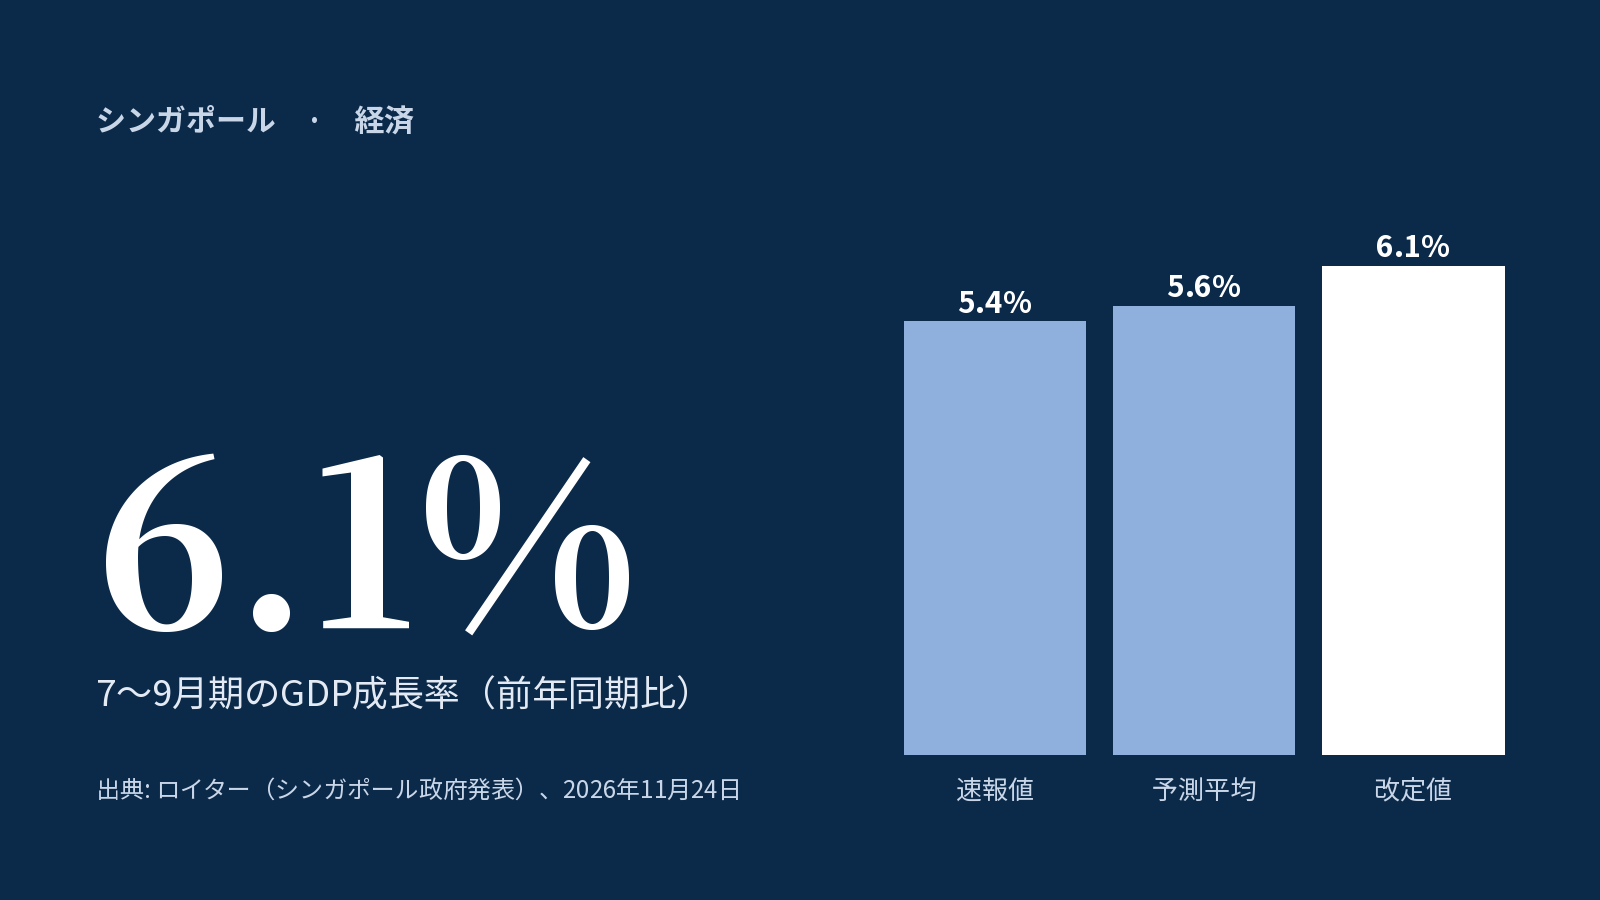 シンガポール · 経済
6.1%
7〜9月期のGDP成長率（前年同期比）
出典: ロイター（シンガポール政府発表）、2026年11月24日
5.4%
5.6%
6.1%
速報値
予測平均
改定値